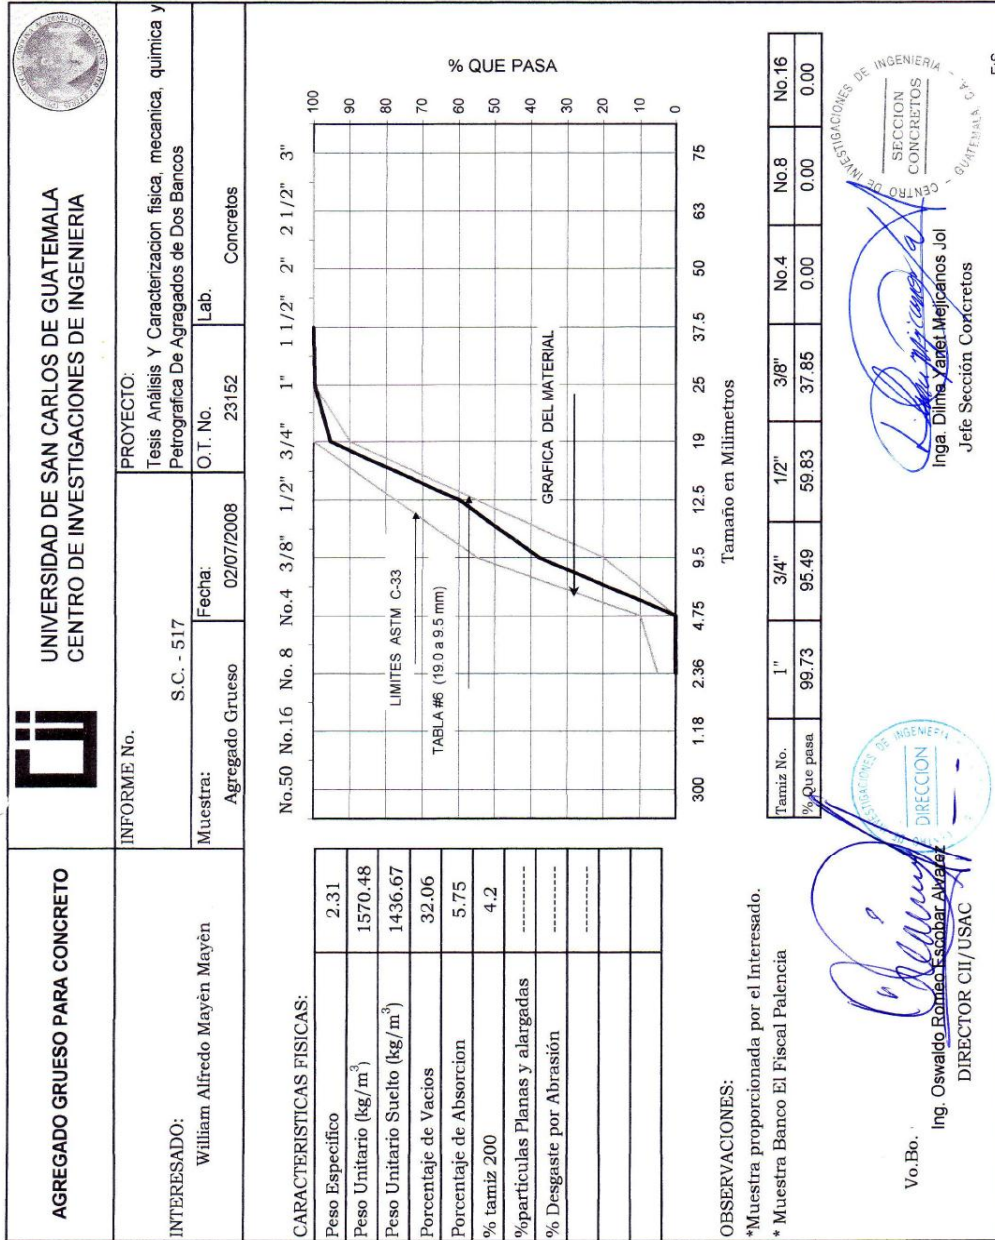 UNIVERSIDAD DE SAN CARLOS DE GUATEMALA
CENTRO DE INVESTIGACIONES DE INGENIERIA
AGREGADO GRUESO PARA CONCRETO
INFORME No.
S.C. - 517
PROYECTO:
Tesis Análisis Y Caracterizacion fisica, mecanica, quimica y
Petrografica De Agragados de Dos Bancos
INTERESADO:
William Alfredo Mayèn Mayèn
Muestra:
Agregado Grueso
Fecha:
02/07/2008
O.T. No.
23152
Lab.
Concretos
CARACTERISTICAS FISICAS:
Peso Especifico 2.31
Peso Unitario (kg/m³) 1570.48
Peso Unitario Suelto (kg/m³) 1436.67
Porcentaje de Vacios 32.06
Porcentaje de Absorcion 5.75
% tamiz 200 4.2
%particulas Planas y alargadas ------------
% Desgaste por Abrasión ------------
------------
No.50 No.16 No. 8 No.4 3/8" 1/2" 3/4" 1" 1 1/2" 2" 2 1/2" 3"
100
90
80
70
60
50
40
30
20
10
0
% QUE PASA
LIMITES ASTM C-33
TABLA #6 (19.0 a 9.5 mm)
GRAFICA DEL MATERIAL
300 1.18 2.36 4.75 9.5 12.5 19 25 37.5 50 63 75
Tamaño en Milimetros
Tamiz No. 1" 3/4" 1/2" 3/8" No.4 No.8 No.16
% Que pasa 99.73 95.49 59.83 37.85 0.00 0.00 0.00
OBSERVACIONES:
*Muestra proporcionada por el Interesado.
* Muestra Banco El Fiscal Palencia
Vo.Bo.
Ing. Oswaldo Romeo Escobar Alvarez
DIRECTOR CII/USAC
DIRECCION
Inga. Dilma Yanet Mejicanos Jol
Jefe Sección Concretos
CENTRO DE INVESTIGACIONES DE INGENIERIA
SECCION
CONCRETOS
GUATEMALA, C.A.